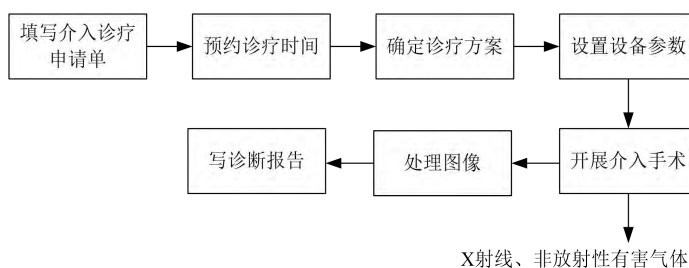 填写介入诊疗
申请单
预约诊疗时间
确定诊疗方案
设置设备参数
写诊断报告
处理图像
开展介入手术
X射线、非放射性有害气体